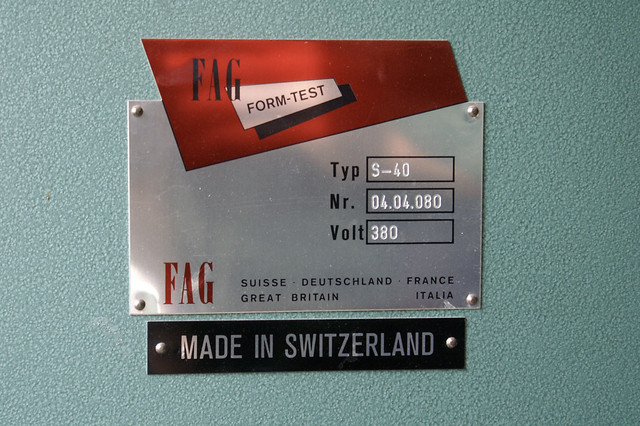 FAG
FORM-TEST
Typ S-40
Nr. 04.04.080
Volt 380
FAG
SUISSE · DEUTSCHLAND · FRANCE
GREAT BRITAIN ITALIA
MADE IN SWITZERLAND